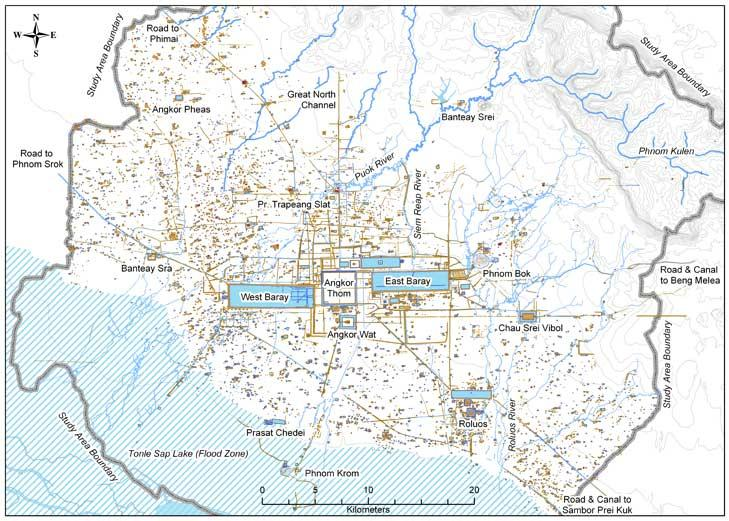 N
W E
S
Road to
Phimai
Study Area Boundary
Study Area Boundary
Great North
Channel
Angkor Pheas
Banteay Srei
Road to
Phnom Srok
Puok River
Phnom Kulen
Siem Reap River
Pr. Trapeang Slat
Banteay Sra
Phnom Bok
Road & Canal
to Beng Melea
Angkor
Thom
East Baray
West Baray
Angkor Wat
Chau Srei Vibol
Study Area Boundary
Roluos
Roluos River
Prasat Chedei
Study Area Boundary
Tonle Sap Lake (Flood Zone)
Phnom Krom
0 5 10 20
Kilometers
Road & Canal to
Sambor Prei Kuk